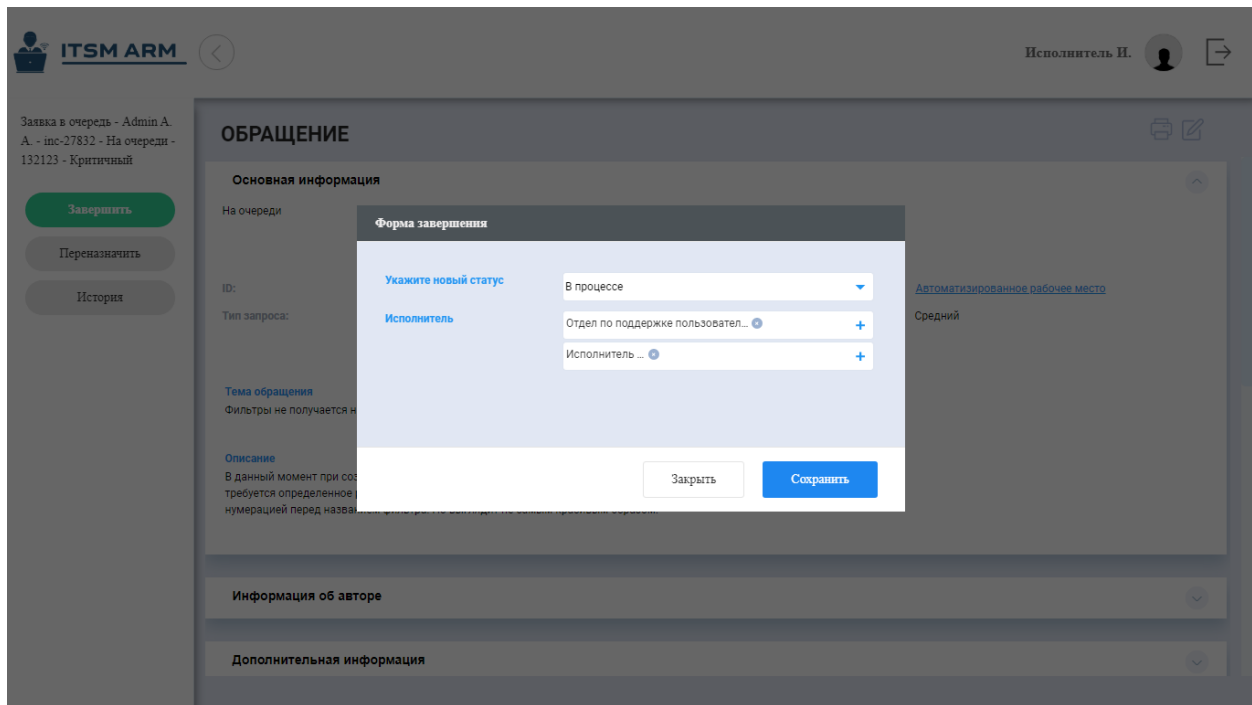 ITSM ARM
Исполнитель И.
Заявка в очередь - Admin A.
A. - inc-27832 - На очереди -
132123 - Критичный
Завершить
Переназначить
История
ОБРАЩЕНИЕ
Основная информация
На очереди
ID:
Автоматизированное рабочее место
Тип запроса:
Средний
Тема обращения
Фильтры не получается н
Описание
В данный момент при соз
требуется определенное
нумерацией перед назва
Форма завершения
Укажите новый статус
В процессе
Исполнитель
Отдел по поддержке пользовател...
Исполнитель ...
Закрыть
Сохранить
Информация об авторе
Дополнительная информация